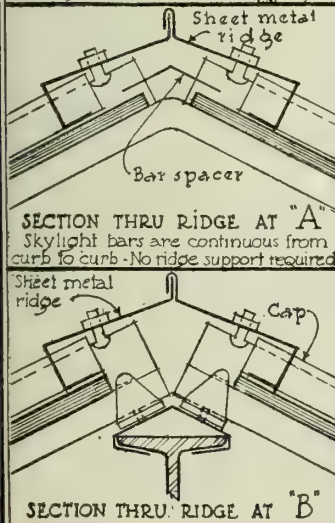 Sheet metal
ridge
Bar spacer
SECTION THRU RIDGE AT "A"
Skylight bars are continuous from
curb to curb - No ridge support required
Sheet metal
ridge
Cap
SECTION THRU RIDGE AT "B"